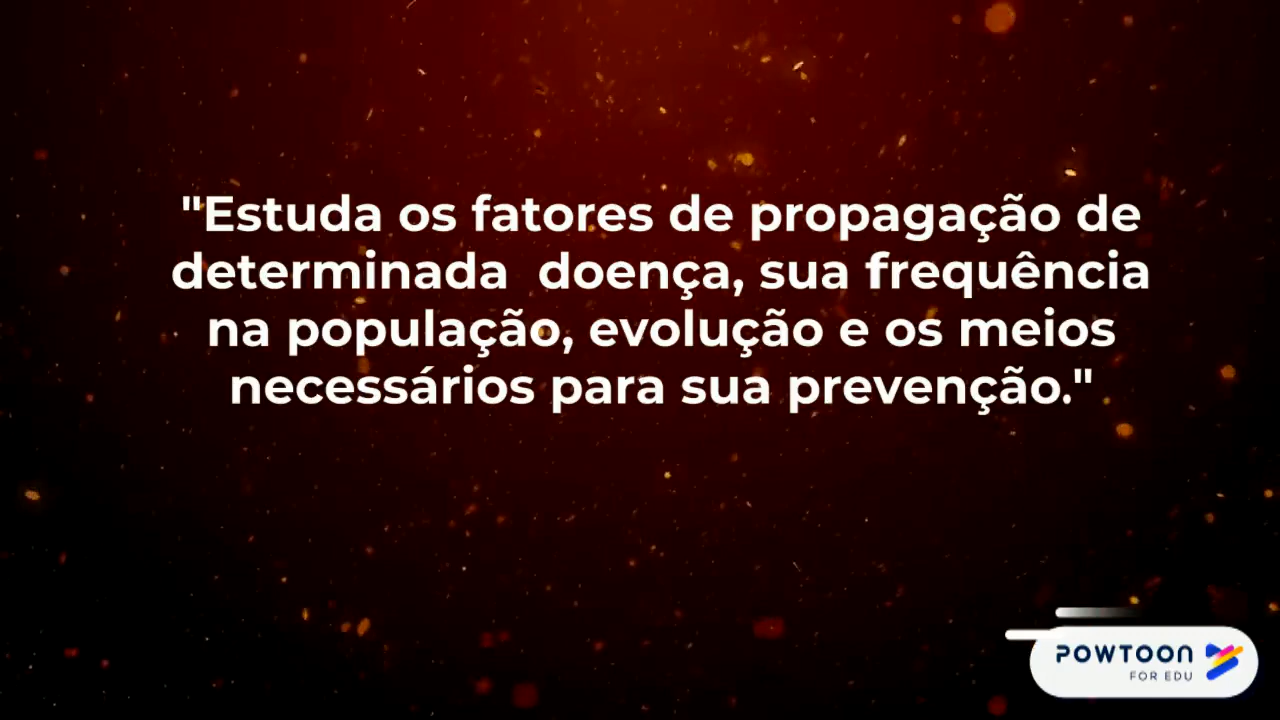 "Estuda os fatores de propagação de
determinada  doença, sua frequência
na população, evolução e os meios
necessários para sua prevenção."
POWTOON
FOR EDU